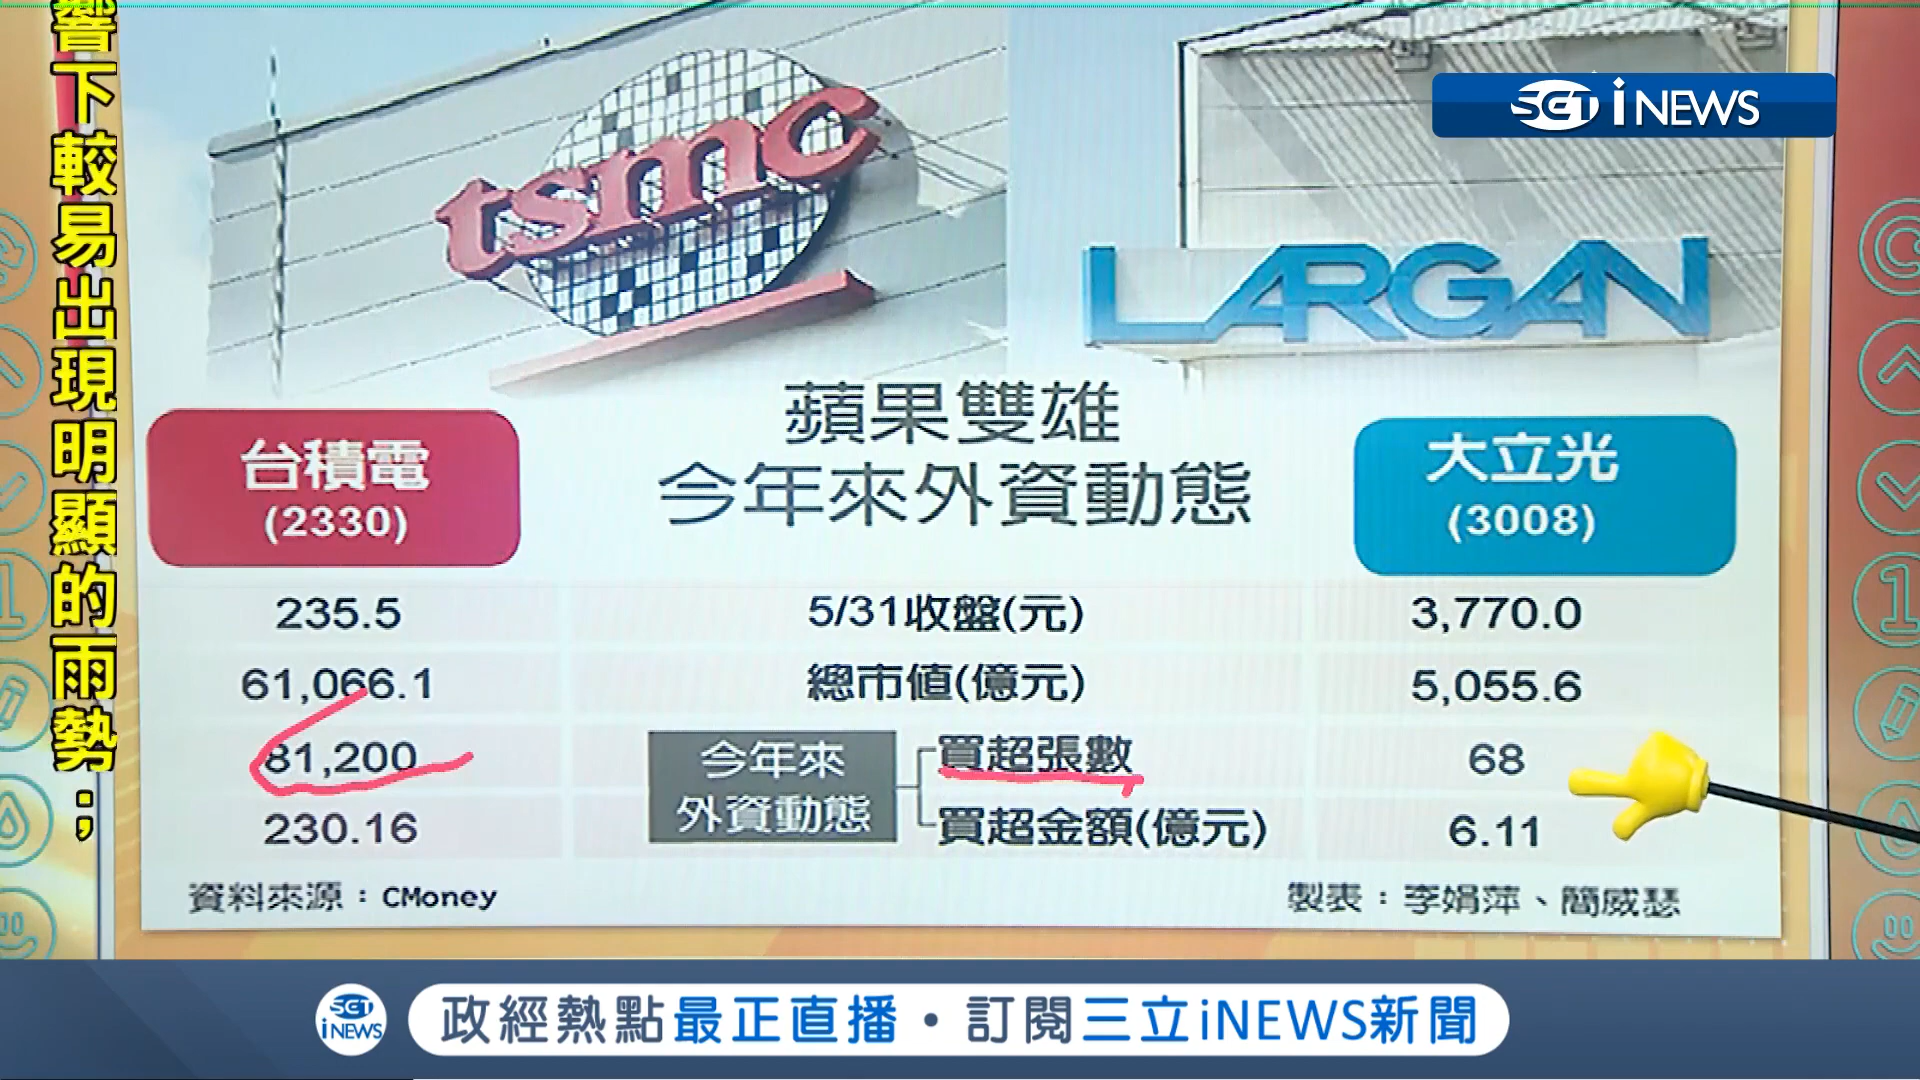 響下較易出現明顯的雨勢；
tsmc
LARGAN
SET iNEWS
蘋果雙雄
今年來外資動態
台積電
(2330)
大立光
(3008)
235.5 5/31收盤(元) 3,770.0
61,066.1 總市值(億元) 5,055.6
今年來
外資動態
81,200 買超張數 68
230.16 買超金額(億元) 6.11
資料來源：CMoney
製表：李娟萍、簡威瑟
SET iNEWS
政經熱點最正直播・訂閱三立iNEWS新聞